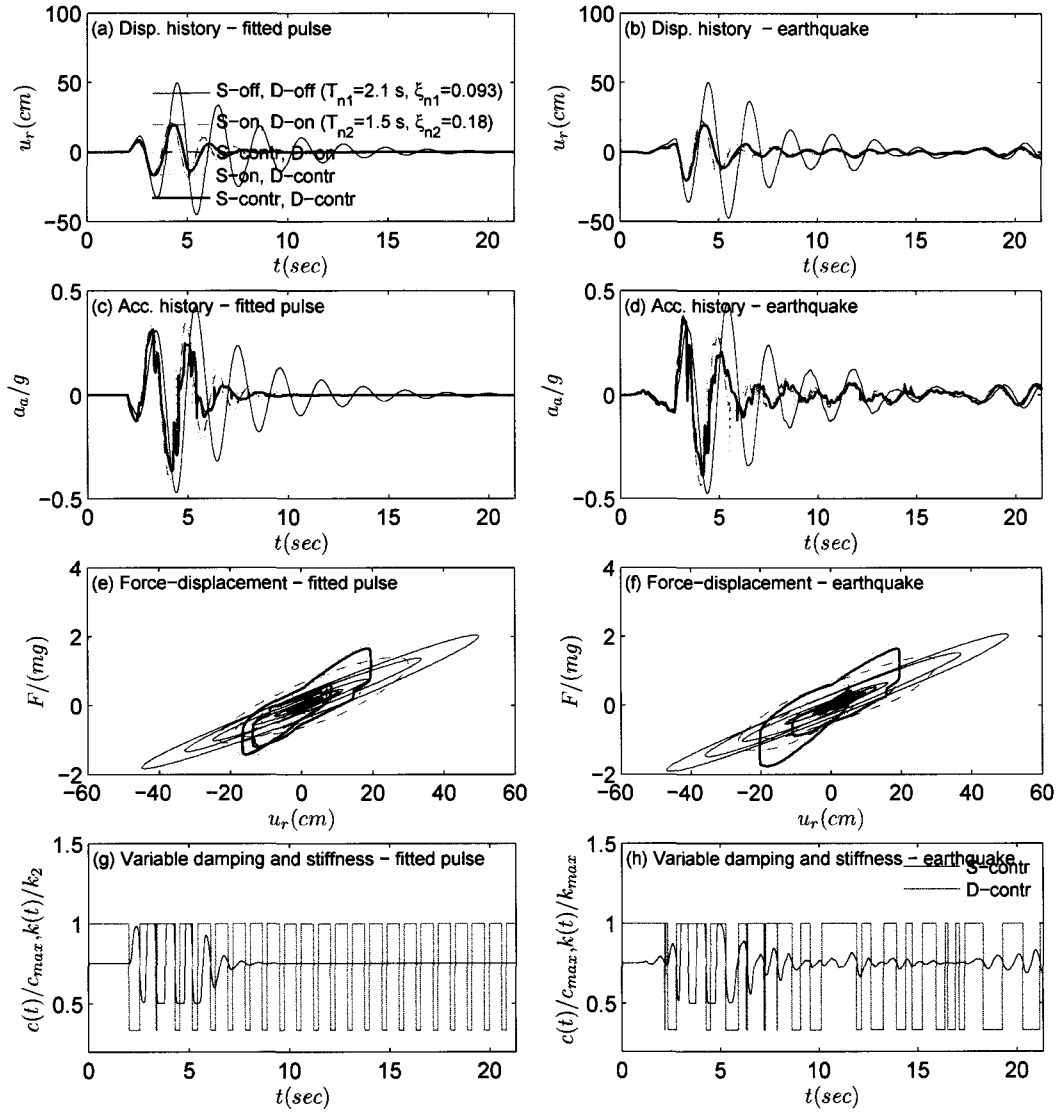 (a) Disp. history – fitted pulse
100
50
0
−50
u_r(cm)
S-off, D-off (T_n1=2.1 s, ξ_n1=0.093)
S-on, D-on (T_n2=1.5 s, ξ_n2=0.18)
S-contr, D-on
S-on, D-contr
S-contr, D-contr
0 5 10 15 20
t(sec)
(b) Disp. history – earthquake
100
50
0
−50
u_r(cm)
0 5 10 15 20
t(sec)
(c) Acc. history – fitted pulse
0.5
0
−0.5
a_a/g
0 5 10 15 20
t(sec)
(d) Acc. history – earthquake
0.5
0
−0.5
a_a/g
0 5 10 15 20
t(sec)
(e) Force-displacement – fitted pulse
4
2
0
−2
F/(mg)
−60 −40 −20 0 20 40 60
u_r(cm)
(f) Force-displacement – earthquake
4
2
0
−2
F/(mg)
−60 −40 −20 0 20 40 60
u_r(cm)
(g) Variable damping and stiffness – fitted pulse
1.5
1
0.5
c(t)/c_max, k(t)/k_2
0 5 10 15 20
t(sec)
(h) Variable damping and stiffness – earthquake
S-contr
D-contr
1.5
1
0.5
c(t)/c_max, k(t)/k_max
0 5 10 15 20
t(sec)